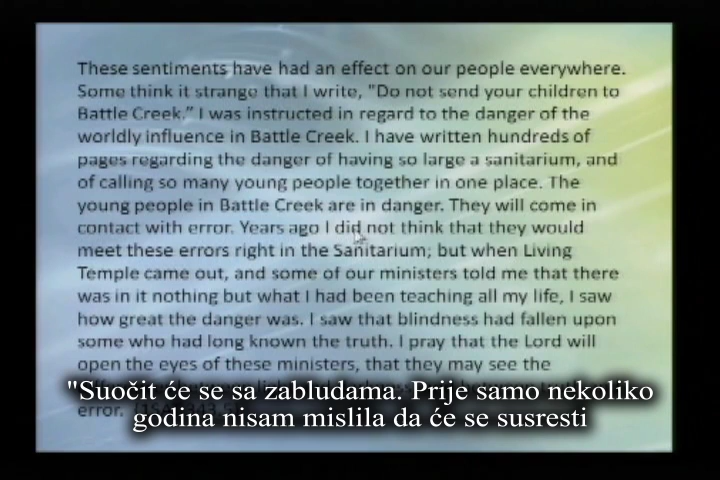 These sentiments have had an effect on our people everywhere.
Some think it strange that I write, "Do not send your children to
Battle Creek." I was instructed in regard to the danger of the
worldly influence in Battle Creek. I have written hundreds of
pages regarding the danger of having so large a sanitarium, and
of calling so many young people together in one place. The
young people in Battle Creek are in danger. They will come in
contact with error. Years ago I did not think that they would
meet these errors right in the Sanitarium; but when Living
Temple came out, and some of our ministers told me that there
was in it nothing but what I had been teaching all my life, I saw
how great the danger was. I saw that blindness had fallen upon
some who had long known the truth. I pray that the Lord will
open the eyes of these ministers, that they may see the
error.
"Suočit će se sa zabludama. Prije samo nekoliko
godina nisam mislila da će se susresti